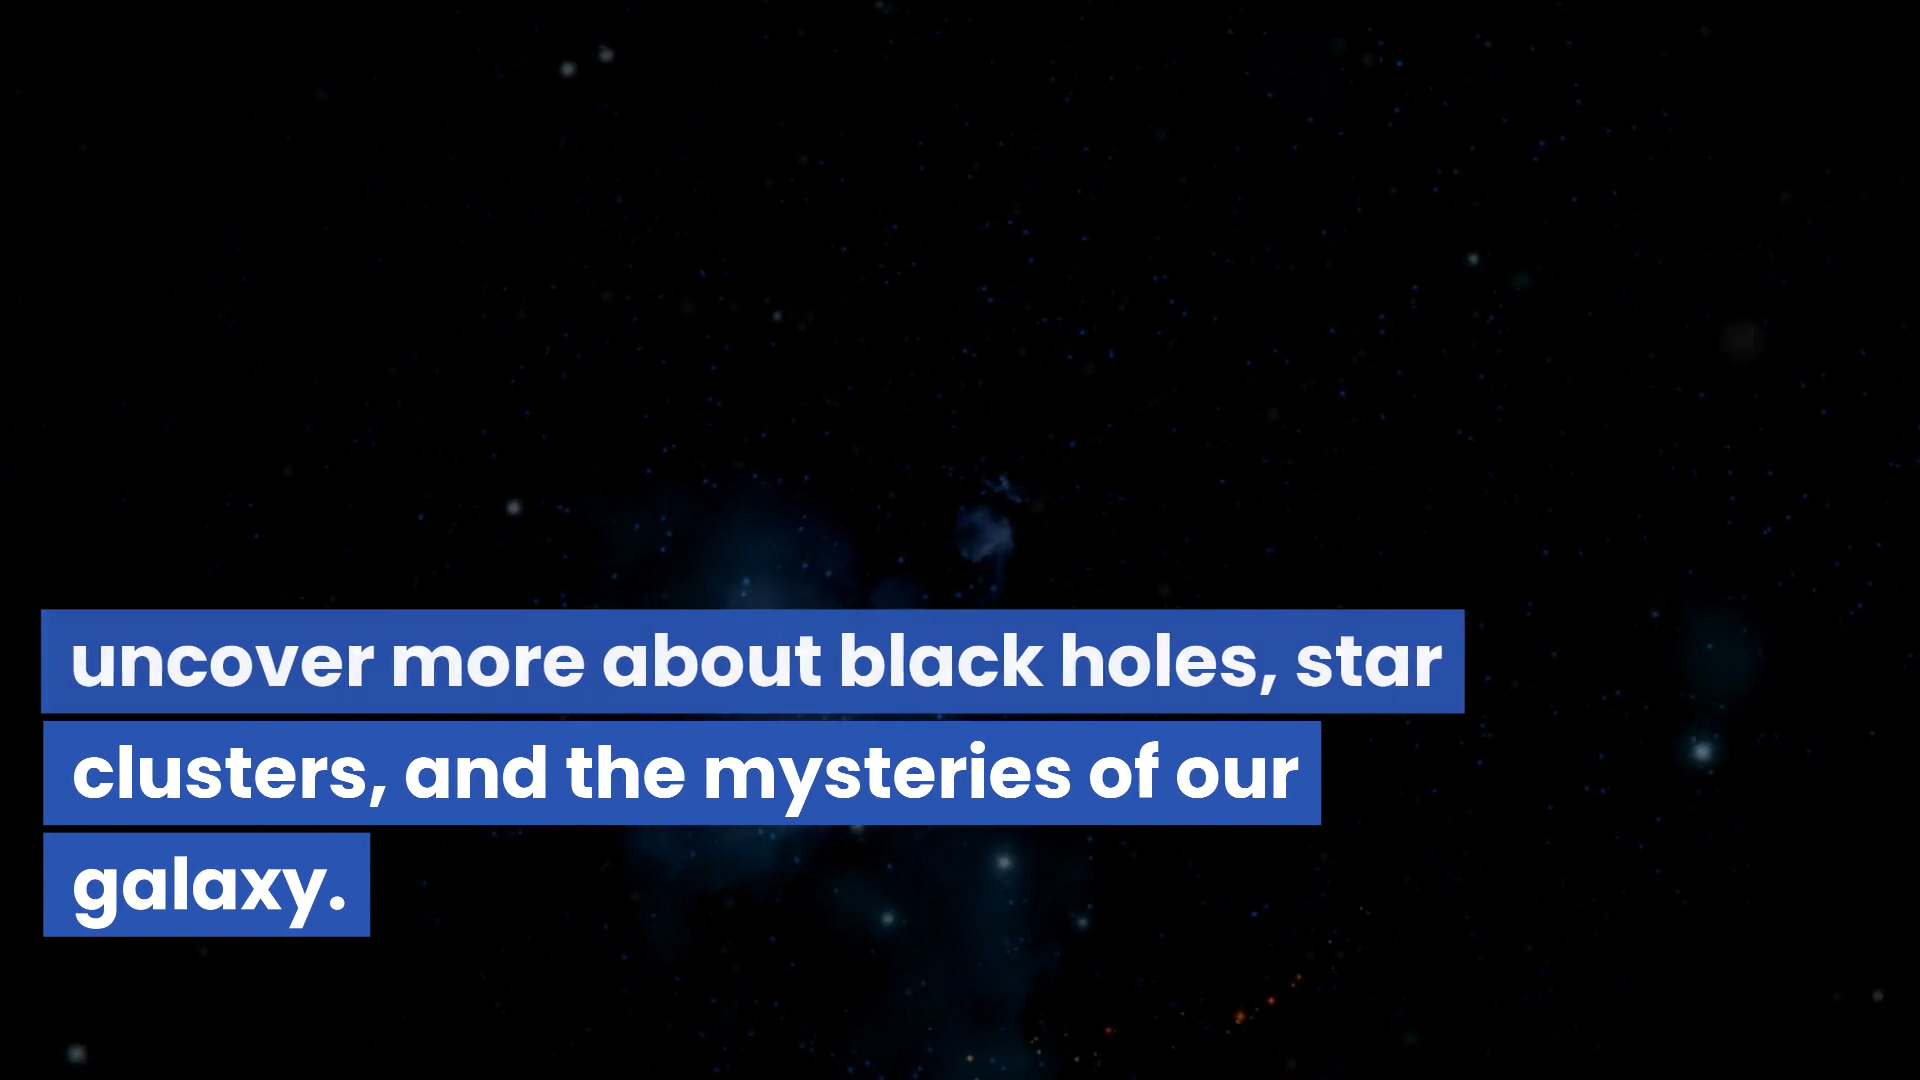 uncover more about black holes, star
clusters, and the mysteries of our
galaxy.